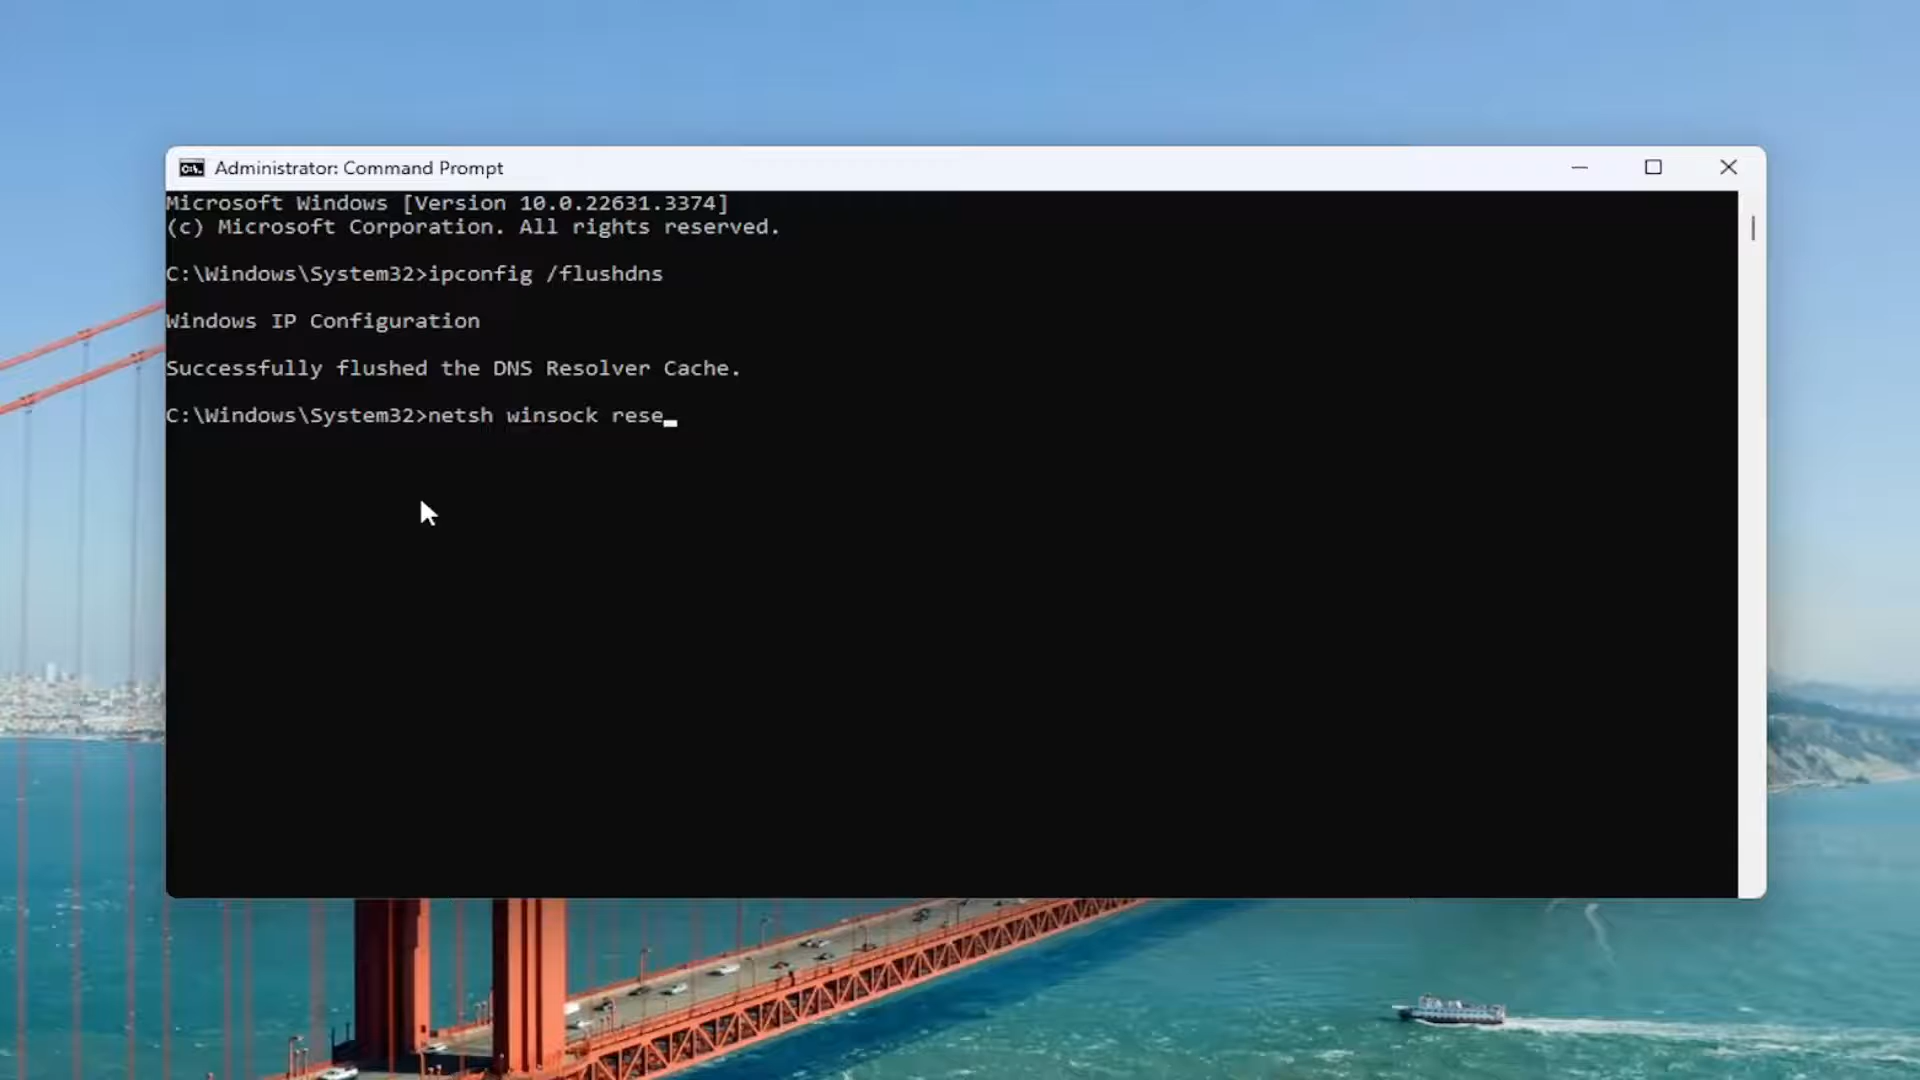 Administrator: Command Prompt
Microsoft Windows [Version 10.0.22631.3374]
(c) Microsoft Corporation. All rights reserved.
C:\Windows\System32>ipconfig /flushdns
Windows IP Configuration
Successfully flushed the DNS Resolver Cache.
C:\Windows\System32>netsh winsock rese